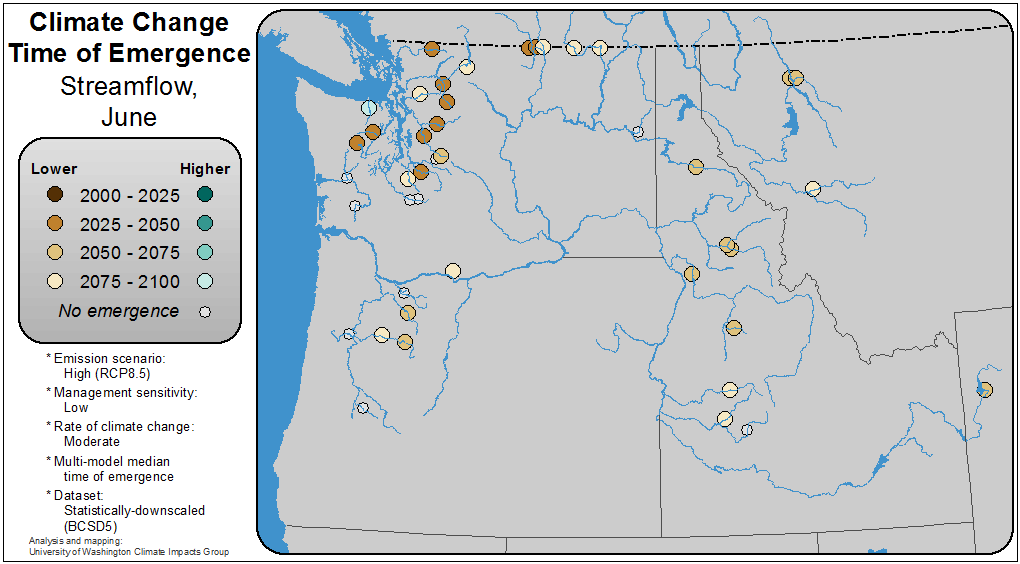 Climate Change
Time of Emergence
Streamflow,
June
Lower Higher
2000 - 2025
2025 - 2050
2050 - 2075
2075 - 2100
No emergence
* Emission scenario:
High (RCP8.5)
* Management sensitivity:
Low
* Rate of climate change:
Moderate
* Multi-model median
time of emergence
* Dataset:
Statistically-downscaled
(BCSD5)
Analysis and mapping:
University of Washington Climate Impacts Group